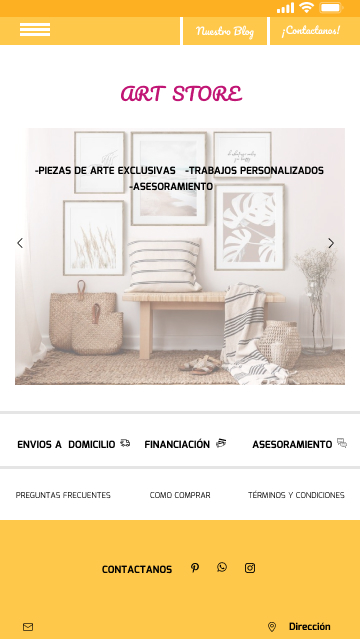 Nuestro Blog
¡Contactanos!
ART STORE
-PIEZAS DE ARTE EXCLUSIVAS -TRABAJOS PERSONALIZADOS
-ASESORAMIENTO
ENVIOS A DOMICILIO
FINANCIACIÓN
ASESORAMIENTO
PREGUNTAS FRECUENTES
COMO COMPRAR
TÉRMINOS Y CONDICIONES
CONTACTANOS
Dirección